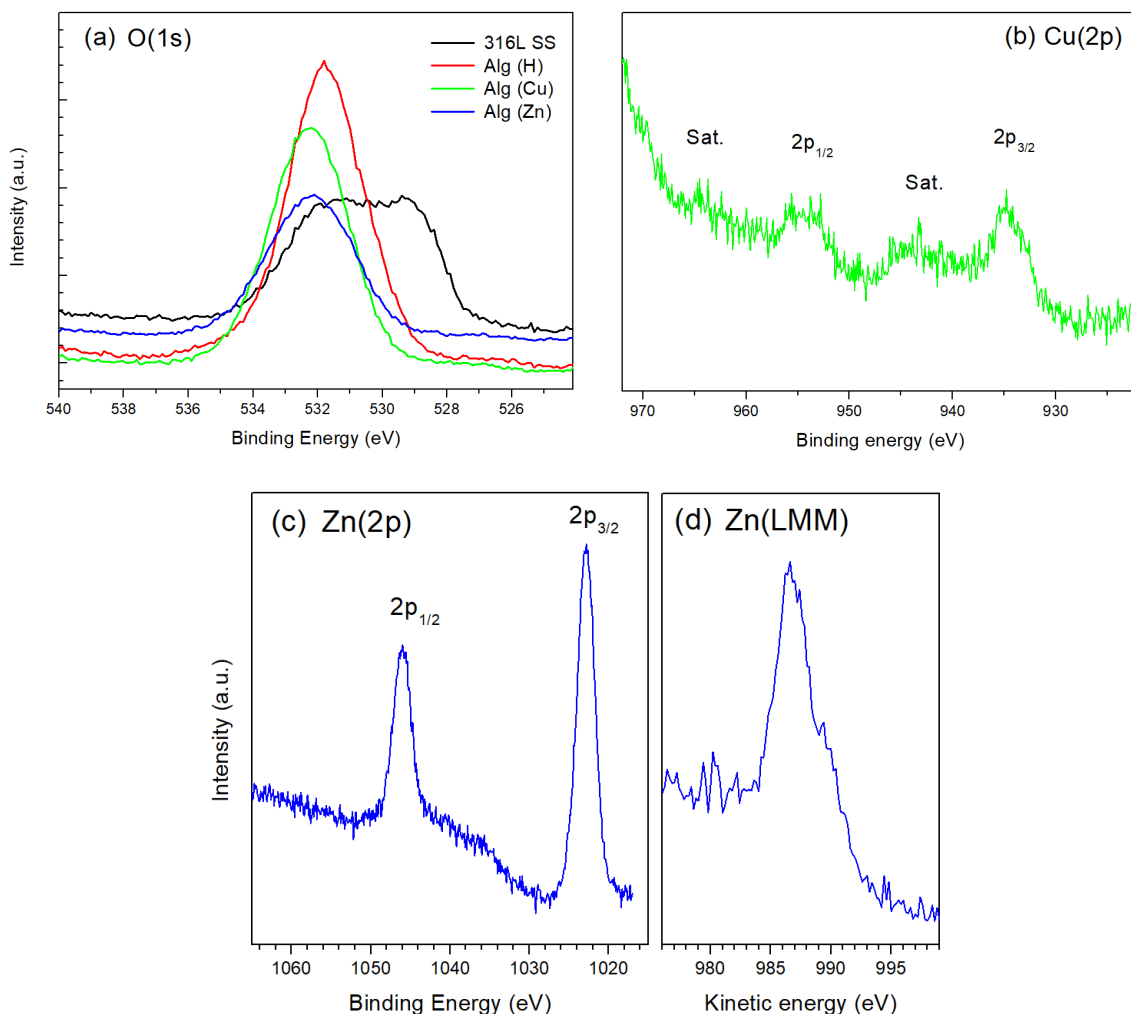 (a) O(1s)
316L SS
Alg (H)
Alg (Cu)
Alg (Zn)
Intensity (a.u.)
540 538 536 534 532 530 528 526
Binding Energy (eV)
(b) Cu(2p)
Sat.
2p1/2
Sat.
2p3/2
970 960 950 940 930
Binding energy (eV)
(c) Zn(2p)
2p1/2
2p3/2
Intensity (a.u.)
1060 1050 1040 1030 1020
Binding Energy (eV)
(d) Zn(LMM)
980 985 990 995
Kinetic energy (eV)